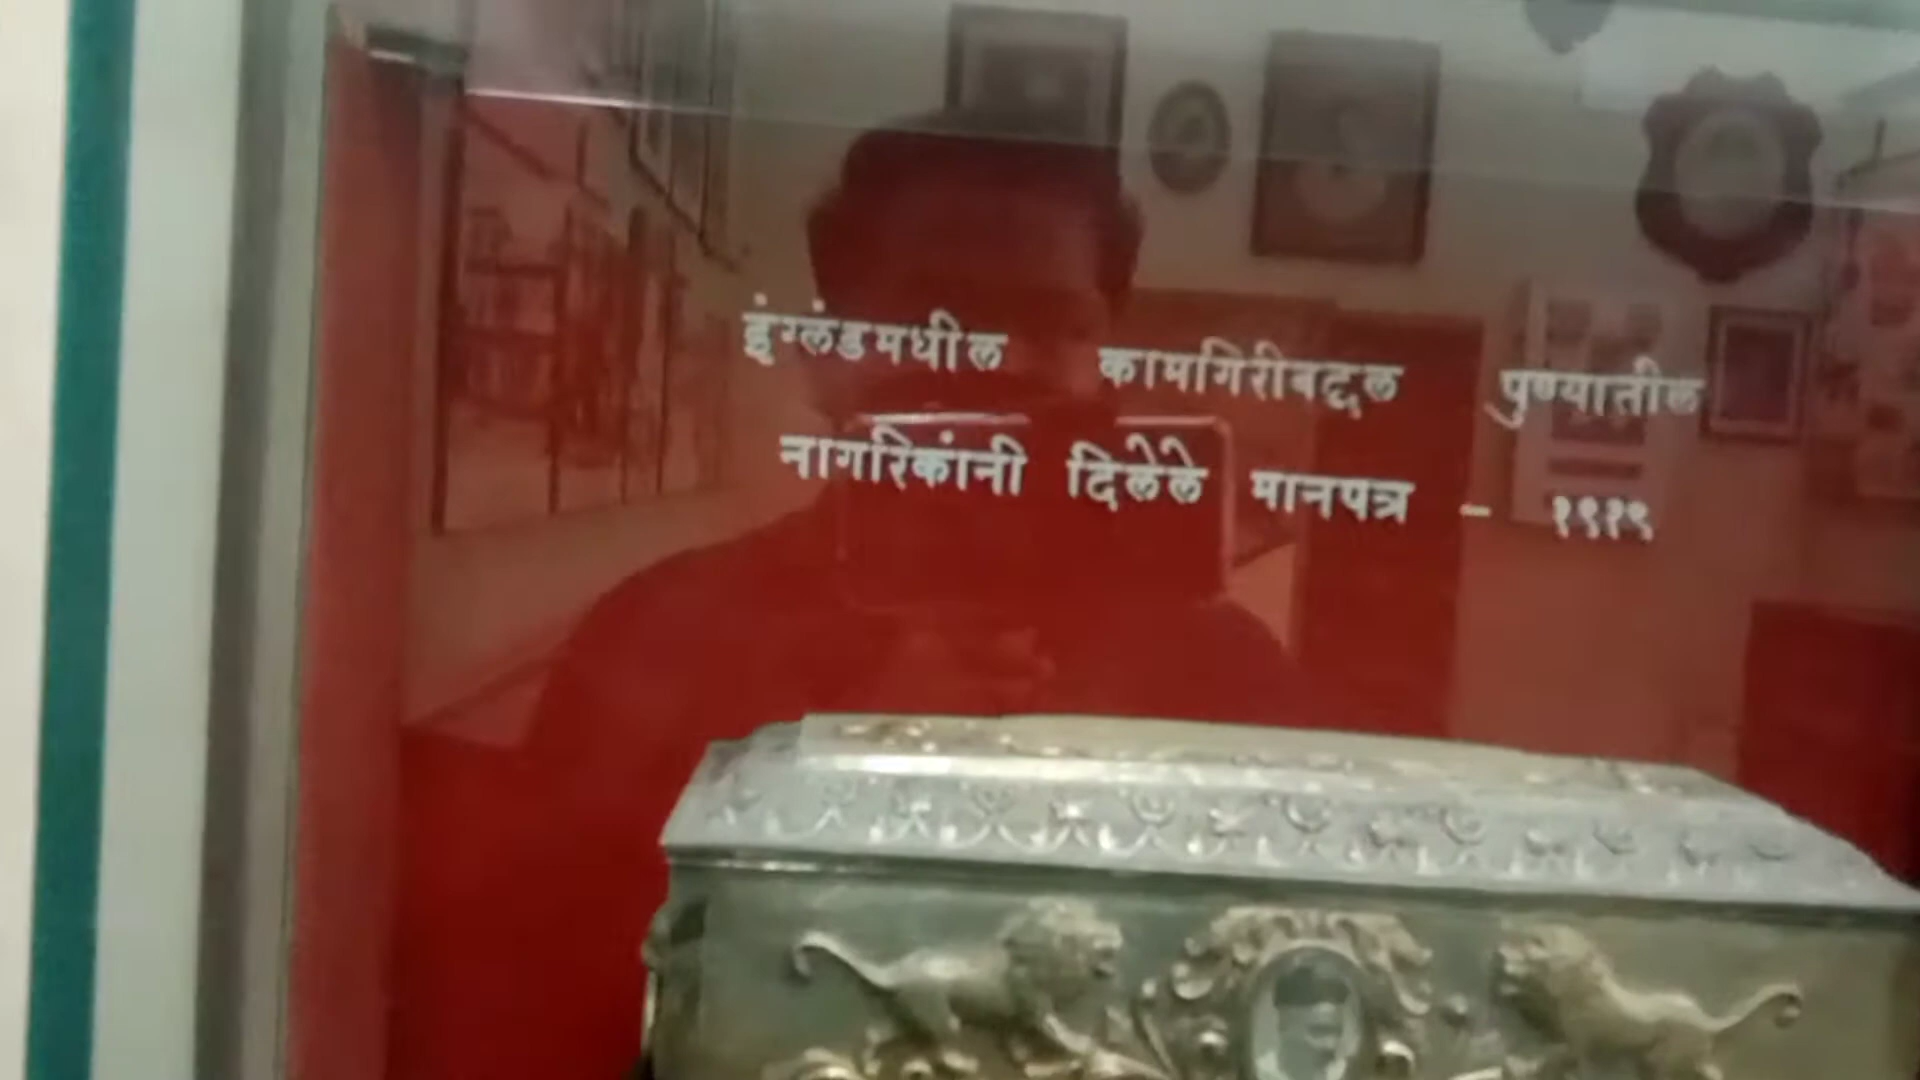 इंग्लंडमधील कामगिरीबद्दल पुण्यातील
नागरिकांनी दिलेले मानपत्र - १९१९